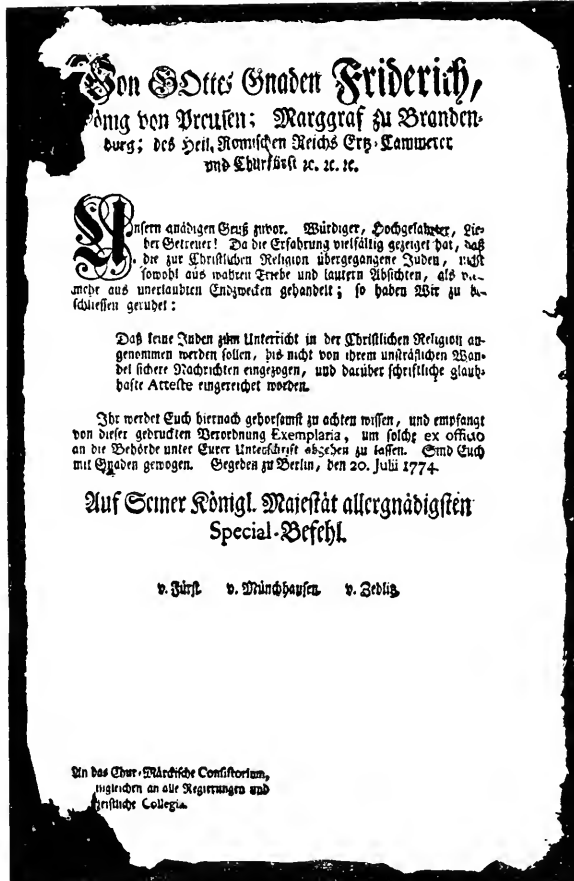 Von GOttes Gnaden Friderich,
König von Preusen; Marggraf zu Branden-
burg; des Heil. Römischen Reichs Ertz-Cammerer
und Churfürst ꝛc. ꝛc. ꝛc.
Unsern gnädigen Gruß zuvor. Würdiger, Hochgelahrter, Lie-
ber Getreuer! Da die Erfahrung vielfältig gezeiget hat, daß
die zur Christlichen Religion übergegangene Juden, nicht
sowohl aus wahren Triebe und lautern Absichten, als viel-
mehr aus unerlaubten Endzwecken gehandelt; so haben Wir zu be-
schliessen geruhet:
Daß keine Juden zum Unterricht in der Christlichen Religion an-
genommen werden sollen, bis nicht von ihrem unsträflichen Wan-
del sichere Nachrichten eingezogen, und darüber schriftliche glaub-
hafte Atteste eingereichet worden.
Ihr werdet Euch hiernach gehorsamst zu achten wissen, und empfangt
von dieser gedruckten Verordnung Exemplaria, um solche ex officio
an die Behörde unter Eurer Unterschrift abgehen zu lassen. Sind Euch
mit Gnaden gewogen. Gegeben zu Berlin, den 20. Julii 1774.
Auf Seiner Königl. Majestät allergnädigsten
Special-Befehl.
v. Fürst. v. Münchhausen. v. Zedlitz.
An das Chur-Märckische Consistorium,
ingleichen an alle Regierungen und
geistliche Collegia.